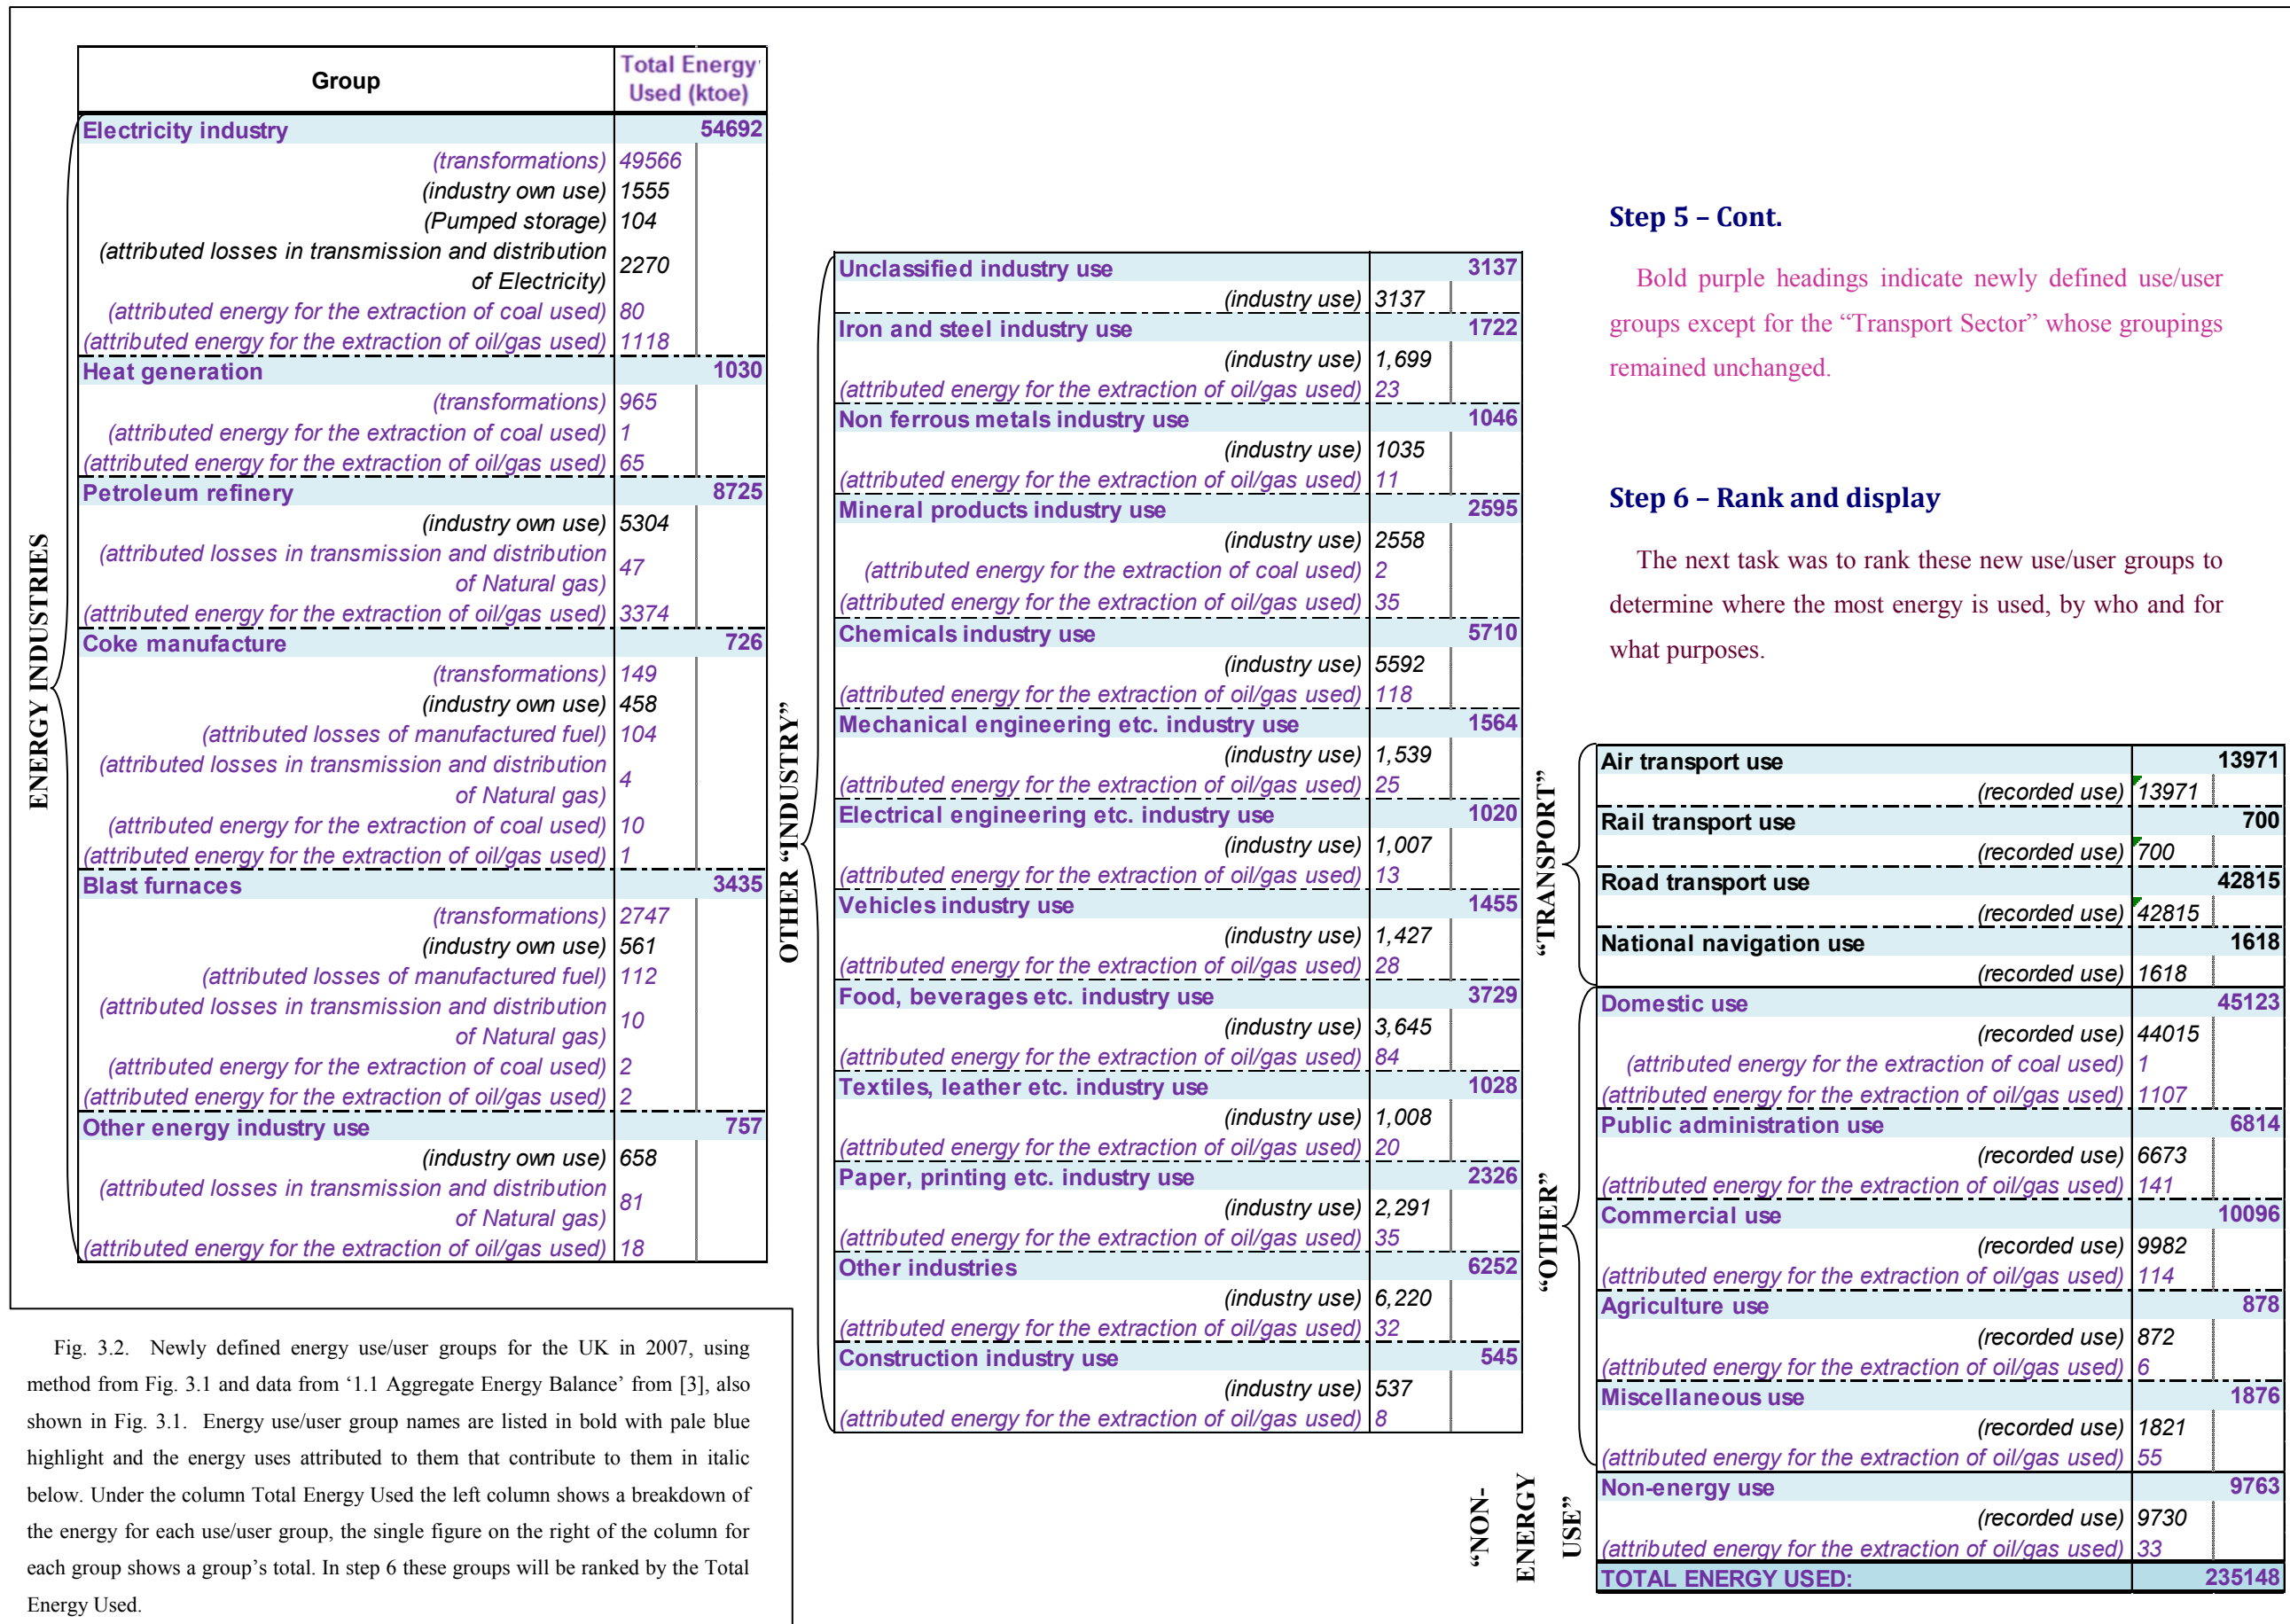 Group Total Energy
Used (ktoe)
ENERGY INDUSTRIES
Electricity industry 54692
(transformations) 49566
(industry own use) 1555
(Pumped storage) 104
(attributed losses in transmission and distribution
of Electricity) 2270
(attributed energy for the extraction of coal used) 80
(attributed energy for the extraction of oil/gas used) 1118
Heat generation 1030
(transformations) 965
(attributed energy for the extraction of coal used) 1
(attributed energy for the extraction of oil/gas used) 65
Petroleum refinery 8725
(industry own use) 5304
(attributed losses in transmission and distribution
of Natural gas) 47
(attributed energy for the extraction of oil/gas used) 3374
Coke manufacture 726
(transformations) 149
(industry own use) 458
(attributed losses of manufactured fuel) 104
(attributed losses in transmission and distribution
of Natural gas) 4
(attributed energy for the extraction of coal used) 10
(attributed energy for the extraction of oil/gas used) 1
Blast furnaces 3435
(transformations) 2747
(industry own use) 561
(attributed losses of manufactured fuel) 112
(attributed losses in transmission and distribution
of Natural gas) 10
(attributed energy for the extraction of coal used) 2
(attributed energy for the extraction of oil/gas used) 2
Other energy industry use 757
(industry own use) 658
(attributed losses in transmission and distribution
of Natural gas) 81
(attributed energy for the extraction of oil/gas used) 18
Fig. 3.2. Newly defined energy use/user groups for the UK in 2007, using
method from Fig. 3.1 and data from ‘1.1 Aggregate Energy Balance’ from [3], also
shown in Fig. 3.1. Energy use/user group names are listed in bold with pale blue
highlight and the energy uses attributed to them that contribute to them in italic
below. Under the column Total Energy Used the left column shows a breakdown of
the energy for each use/user group, the single figure on the right of the column for
each group shows a group’s total. In step 6 these groups will be ranked by the Total
Energy Used.
OTHER “INDUSTRY”
Unclassified industry use 3137
(industry use) 3137
Iron and steel industry use 1722
(industry use) 1,699
(attributed energy for the extraction of oil/gas used) 23
Non ferrous metals industry use 1046
(industry use) 1035
(attributed energy for the extraction of oil/gas used) 11
Mineral products industry use 2595
(industry use) 2558
(attributed energy for the extraction of coal used) 2
(attributed energy for the extraction of oil/gas used) 35
Chemicals industry use 5710
(industry use) 5592
(attributed energy for the extraction of oil/gas used) 118
Mechanical engineering etc. industry use 1564
(industry use) 1,539
(attributed energy for the extraction of oil/gas used) 25
Electrical engineering etc. industry use 1020
(industry use) 1,007
(attributed energy for the extraction of oil/gas used) 13
Vehicles industry use 1455
(industry use) 1,427
(attributed energy for the extraction of oil/gas used) 28
Food, beverages etc. industry use 3729
(industry use) 3,645
(attributed energy for the extraction of oil/gas used) 84
Textiles, leather etc. industry use 1028
(industry use) 1,008
(attributed energy for the extraction of oil/gas used) 20
Paper, printing etc. industry use 2326
(industry use) 2,291
(attributed energy for the extraction of oil/gas used) 35
Other industries 6252
(industry use) 6,220
(attributed energy for the extraction of oil/gas used) 32
Construction industry use 545
(industry use) 537
(attributed energy for the extraction of oil/gas used) 8
Step 5 – Cont.
Bold purple headings indicate newly defined use/user
groups except for the “Transport Sector” whose groupings
remained unchanged.
Step 6 – Rank and display
The next task was to rank these new use/user groups to
determine where the most energy is used, by who and for
what purposes.
“TRANSPORT”
Air transport use 13971
(recorded use) 13971
Rail transport use 700
(recorded use) 700
Road transport use 42815
(recorded use) 42815
National navigation use 1618
(recorded use) 1618
“OTHER”
Domestic use 45123
(recorded use) 44015
(attributed energy for the extraction of coal used) 1
(attributed energy for the extraction of oil/gas used) 1107
Public administration use 6814
(recorded use) 6673
(attributed energy for the extraction of oil/gas used) 141
Commercial use 10096
(recorded use) 9982
(attributed energy for the extraction of oil/gas used) 114
Agriculture use 878
(recorded use) 872
(attributed energy for the extraction of oil/gas used) 6
Miscellaneous use 1876
(recorded use) 1821
(attributed energy for the extraction of oil/gas used) 55
“NON-
ENERGY
USE”
Non-energy use 9763
(recorded use) 9730
(attributed energy for the extraction of oil/gas used) 33
TOTAL ENERGY USED: 235148